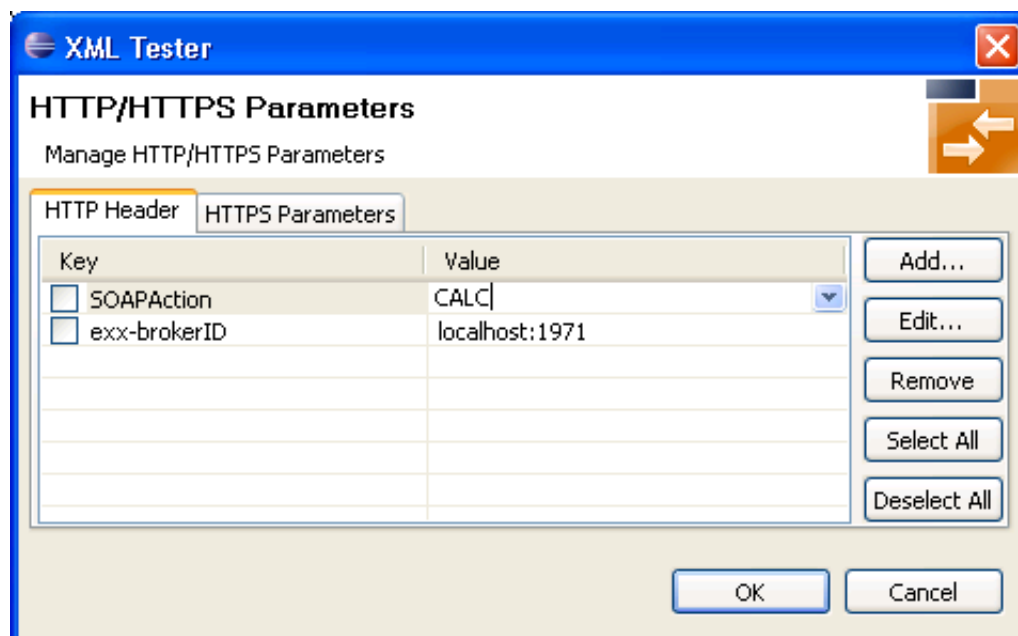 XML Tester
HTTP/HTTPS Parameters
Manage HTTP/HTTPS Parameters
HTTP Header HTTPS Parameters
Key Value Add...
SOAPAction CALC
Edit...
exx-brokerID localhost:1971
Remove
Select All
Deselect All
OK Cancel